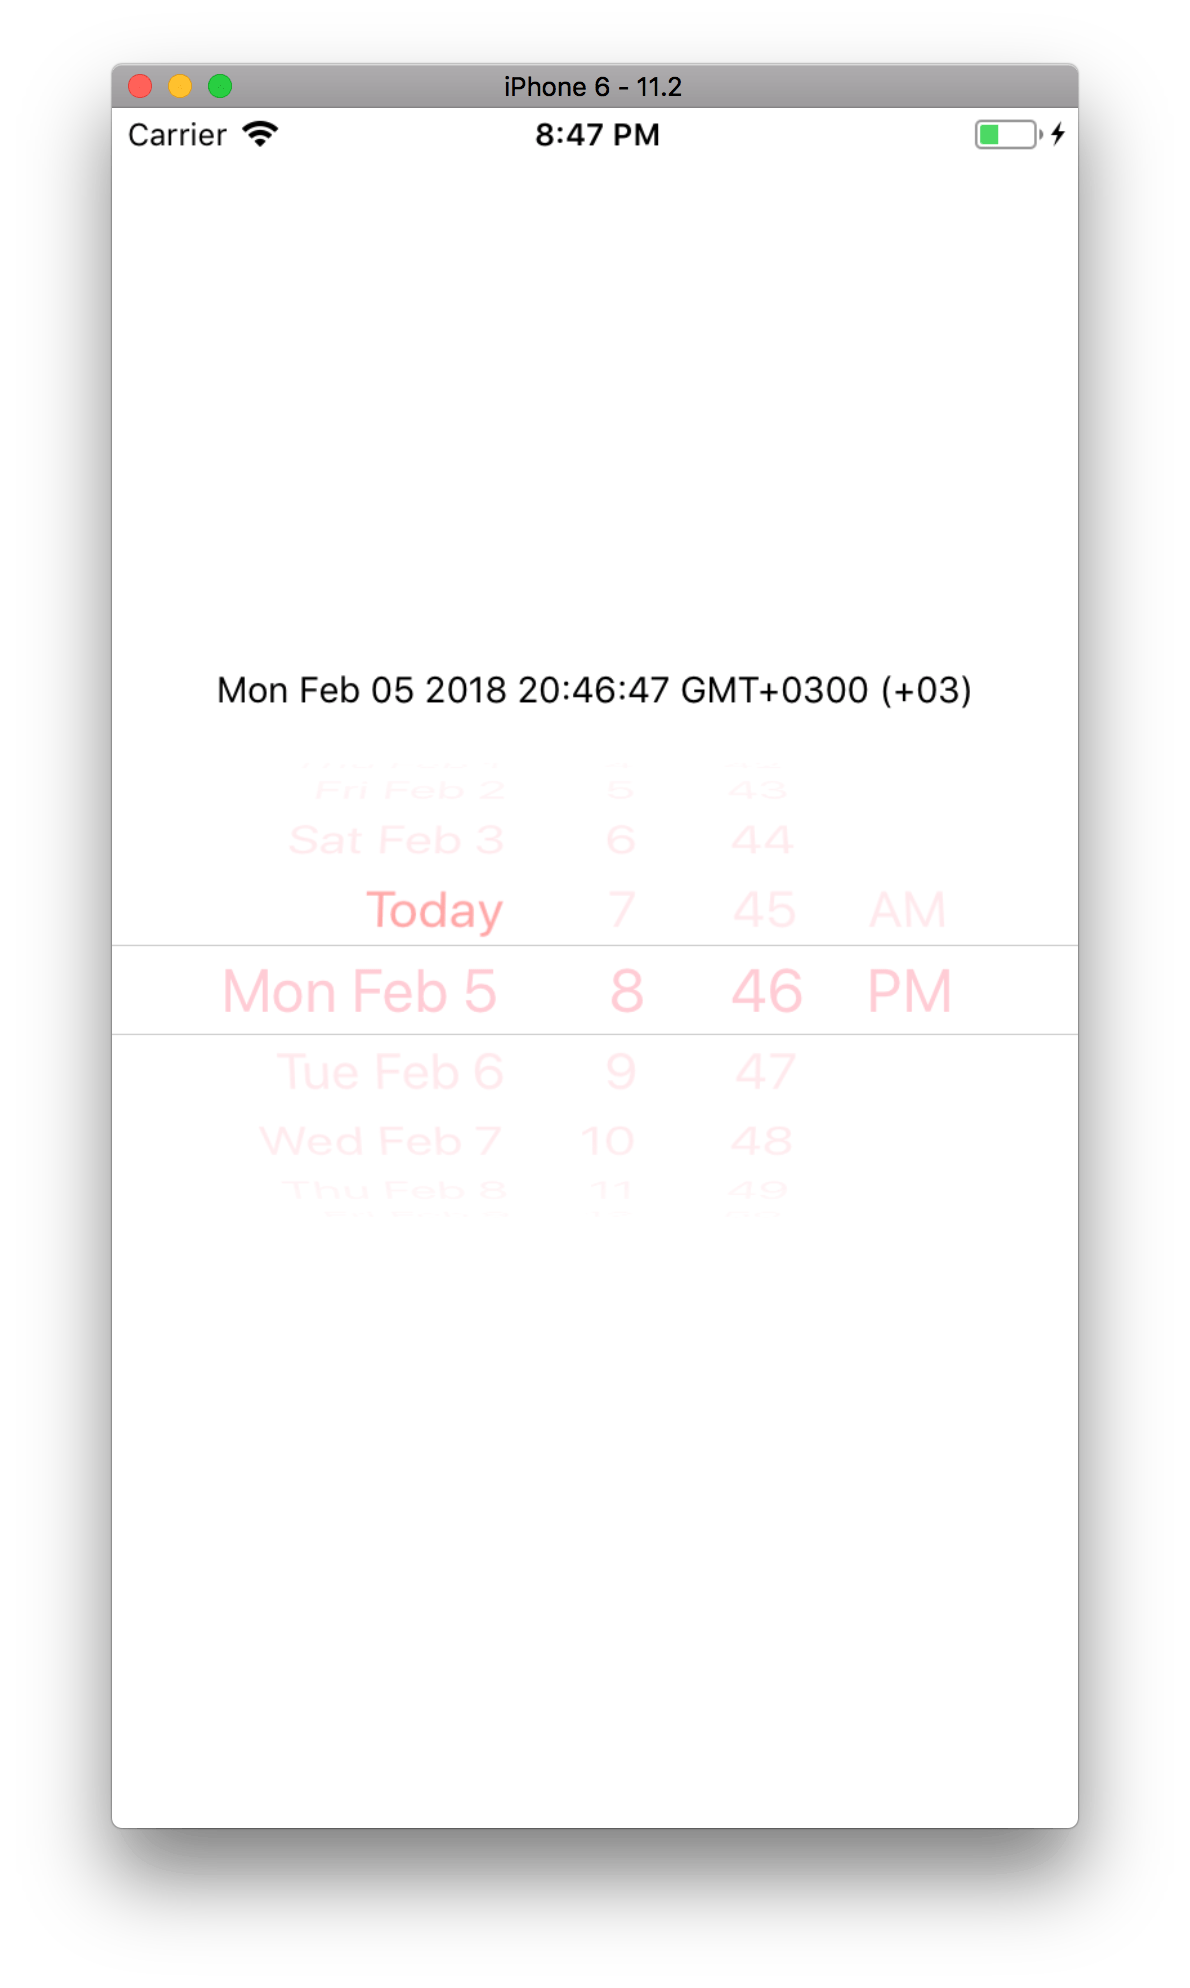 iPhone 6 - 11.2
Carrier 8:47 PM
Mon Feb 05 2018 20:46:47 GMT+0300 (+03)
Fri Feb 2 5 43
Sat Feb 3 6 44
Today 7 45 AM
Mon Feb 5 8 46 PM
Tue Feb 6 9 47
Wed Feb 7 10 48
Thu Feb 8 11 49